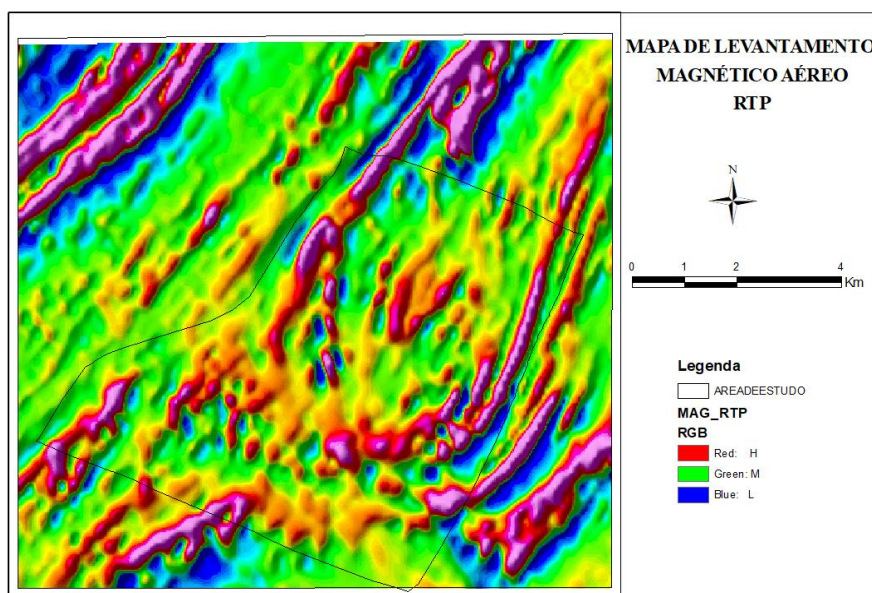 MAPA DE LEVANTAMENTO
MAGNÉTICO AÉREO
RTP
N
0 1 2 4
Km
Legenda
AREADEESTUDO
MAG_RTP
RGB
Red: H
Green: M
Blue: L